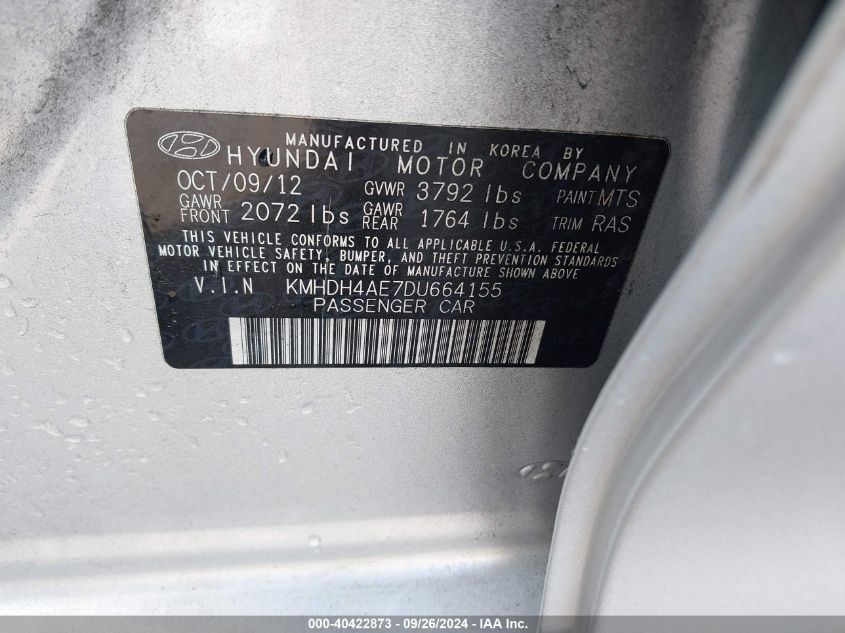 MANUFACTURED IN KOREA BY
HYUNDAI MOTOR COMPANY
OCT/09/12 GVWR 3792 lbs PAINT MTS
GAWR FRONT 2072 lbs GAWR REAR 1764 lbs TRIM RAS
THIS VEHICLE CONFORMS TO ALL APPLICABLE U.S.A. FEDERAL
MOTOR VEHICLE SAFETY, BUMPER, AND THEFT PREVENTION STANDARDS
IN EFFECT ON THE DATE OF MANUFACTURE SHOWN ABOVE
V.I.N KMHDH4AE7DU664155
PASSENGER CAR
000-40422873 - 09/26/2024 - IAA Inc.